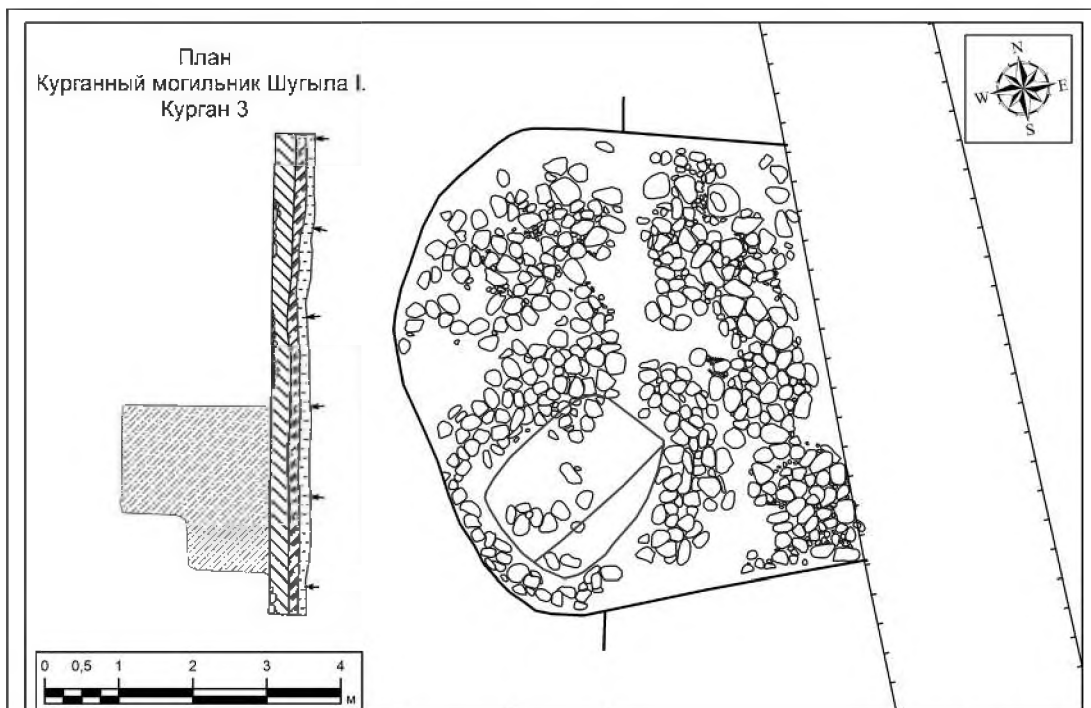 План
Курганный могильник Шугыла I.
Курган 3
N
W E
S
0 0,5 1 2 3 4
м